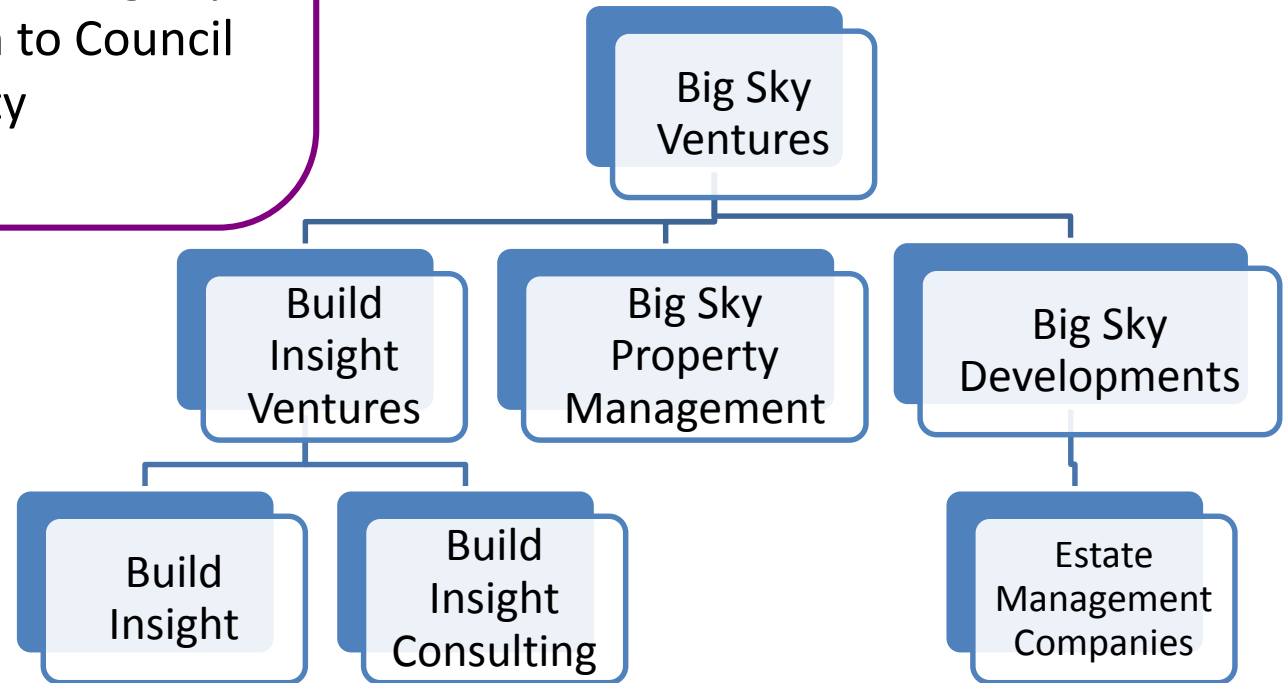 to Council
Big Sky
Ventures
Build
Insight
Ventures
Big Sky
Property
Management
Big Sky
Developments
Build
Insight
Build
Insight
Consulting
Estate
Management
Companies